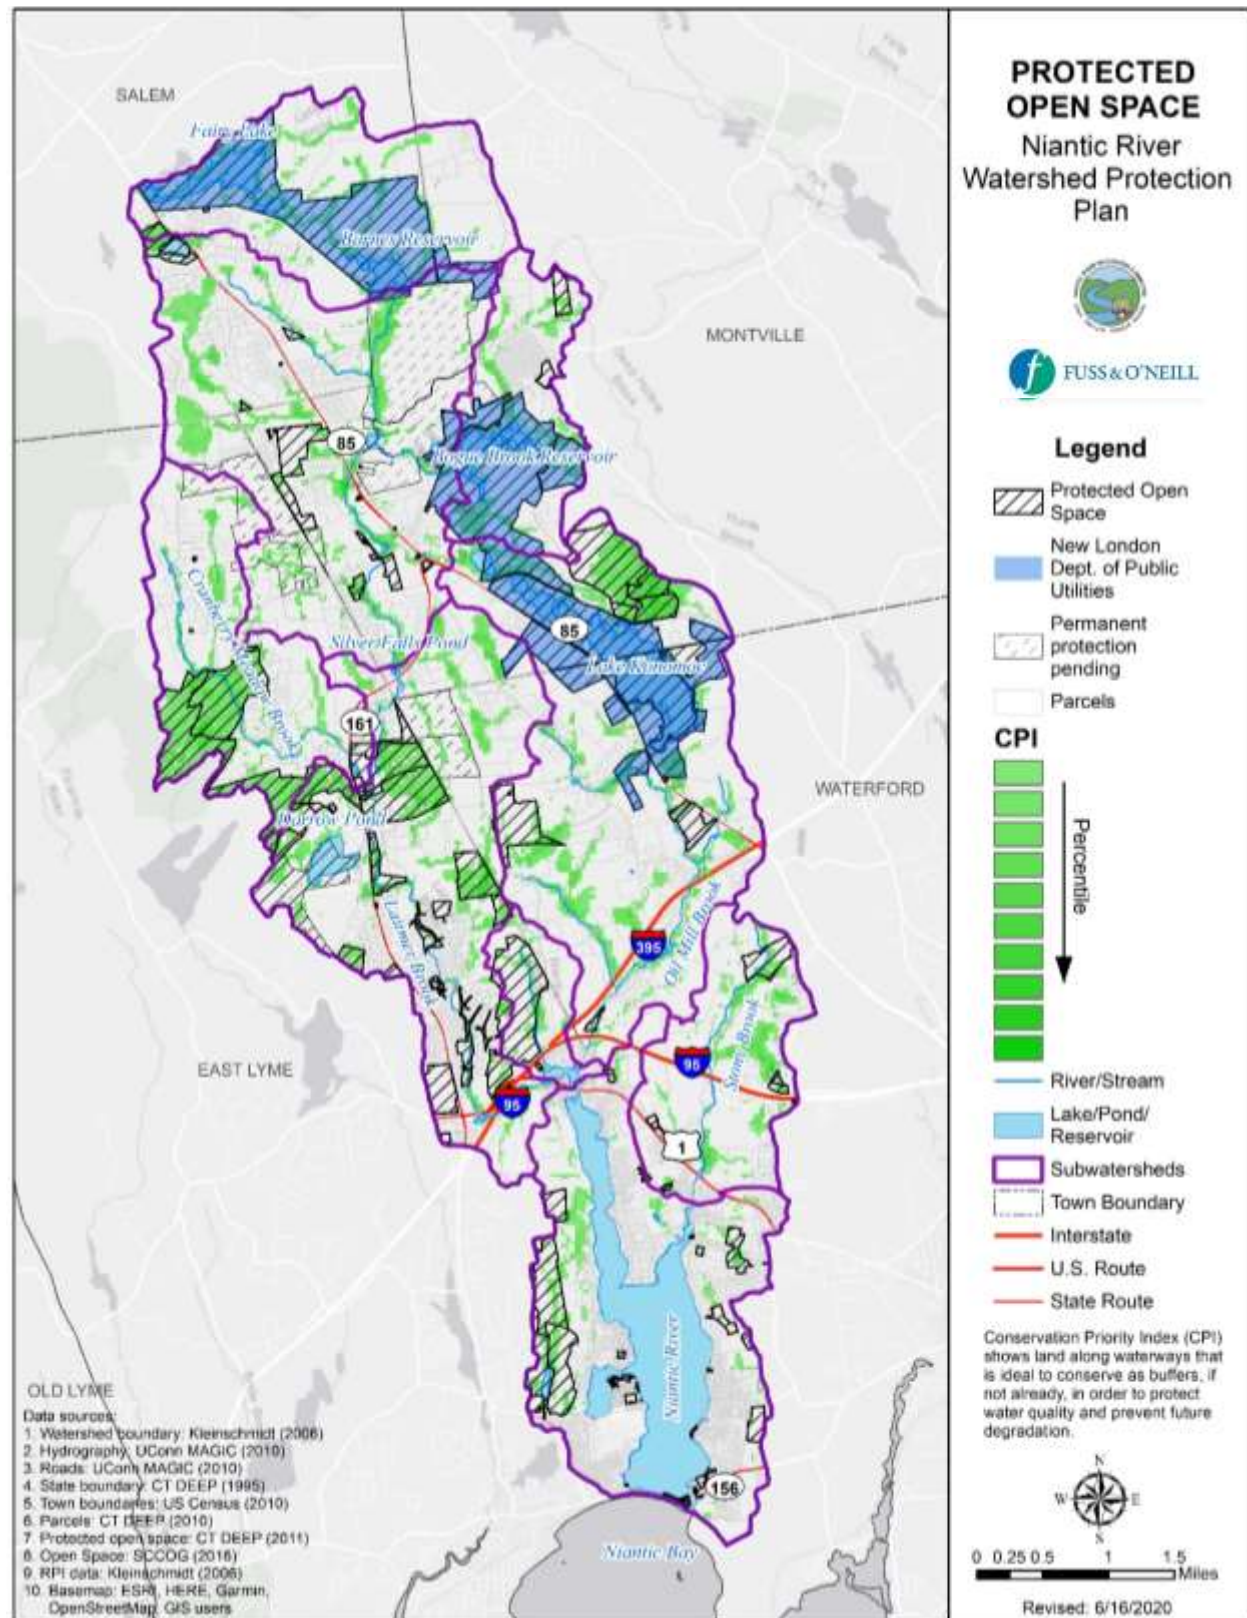 PROTECTED
OPEN SPACE
Niantic River
Watershed Protection
Plan
FUSS & O'NEILL
Legend
Protected Open
Space
New London
Dept. of Public
Utilities
Permanent
protection
pending
Parcels
CPI
Percentile
River/Stream
Lake/Pond/
Reservoir
Subwatersheds
Town Boundary
Interstate
U.S. Route
State Route
Conservation Priority Index (CPI)
shows land along waterways that
is ideal to conserve as buffers, if
not already, in order to protect
water quality and prevent future
degradation.
N
W E
S
0 0.25 0.5 1 1.5
Miles
Revised: 6/16/2020
SALEM
Fairy Lake
Barnes Reservoir
MONTVILLE
85
Bogue Brook Reservoir
Cranberry Meadow Brook
Silver Falls Pond
85
Lake Konomoc
161
WATERFORD
Darrow Pond
Latimer Brook
395
Oil Mill Brook
EAST LYME
95
Stony Brook
95
1
Niantic River
OLD LYME
156
Niantic Bay
Data sources:
1. Watershed boundary: Kleinschmidt (2006)
2. Hydrography: UConn MAGIC (2010)
3. Roads: UConn MAGIC (2010)
4. State boundary: CT DEEP (1995)
5. Town boundaries: US Census (2010)
6. Parcels: CT DEEP (2010)
7. Protected open space: CT DEEP (2011)
8. Open Space: SCCOG (2016)
9. RPI data: Kleinschmidt (2006)
10. Basemap: ESRI, HERE, Garmin,
OpenStreetMap, GIS users